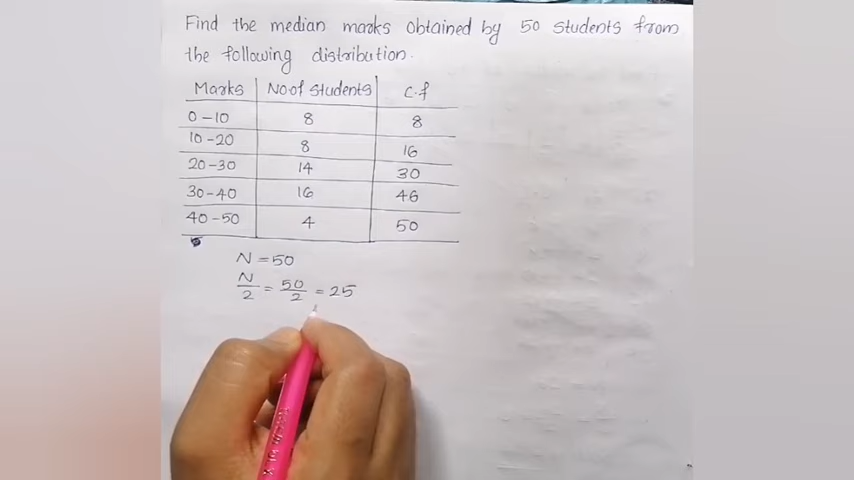 Find the median marks obtained by 50 students from
the following distribution.
Marks No of students C.f
0-10 8 8
10-20 8 16
20-30 14 30
30-40 16 46
40-50 4 50
N = 50
N/2 = 50/2 = 25